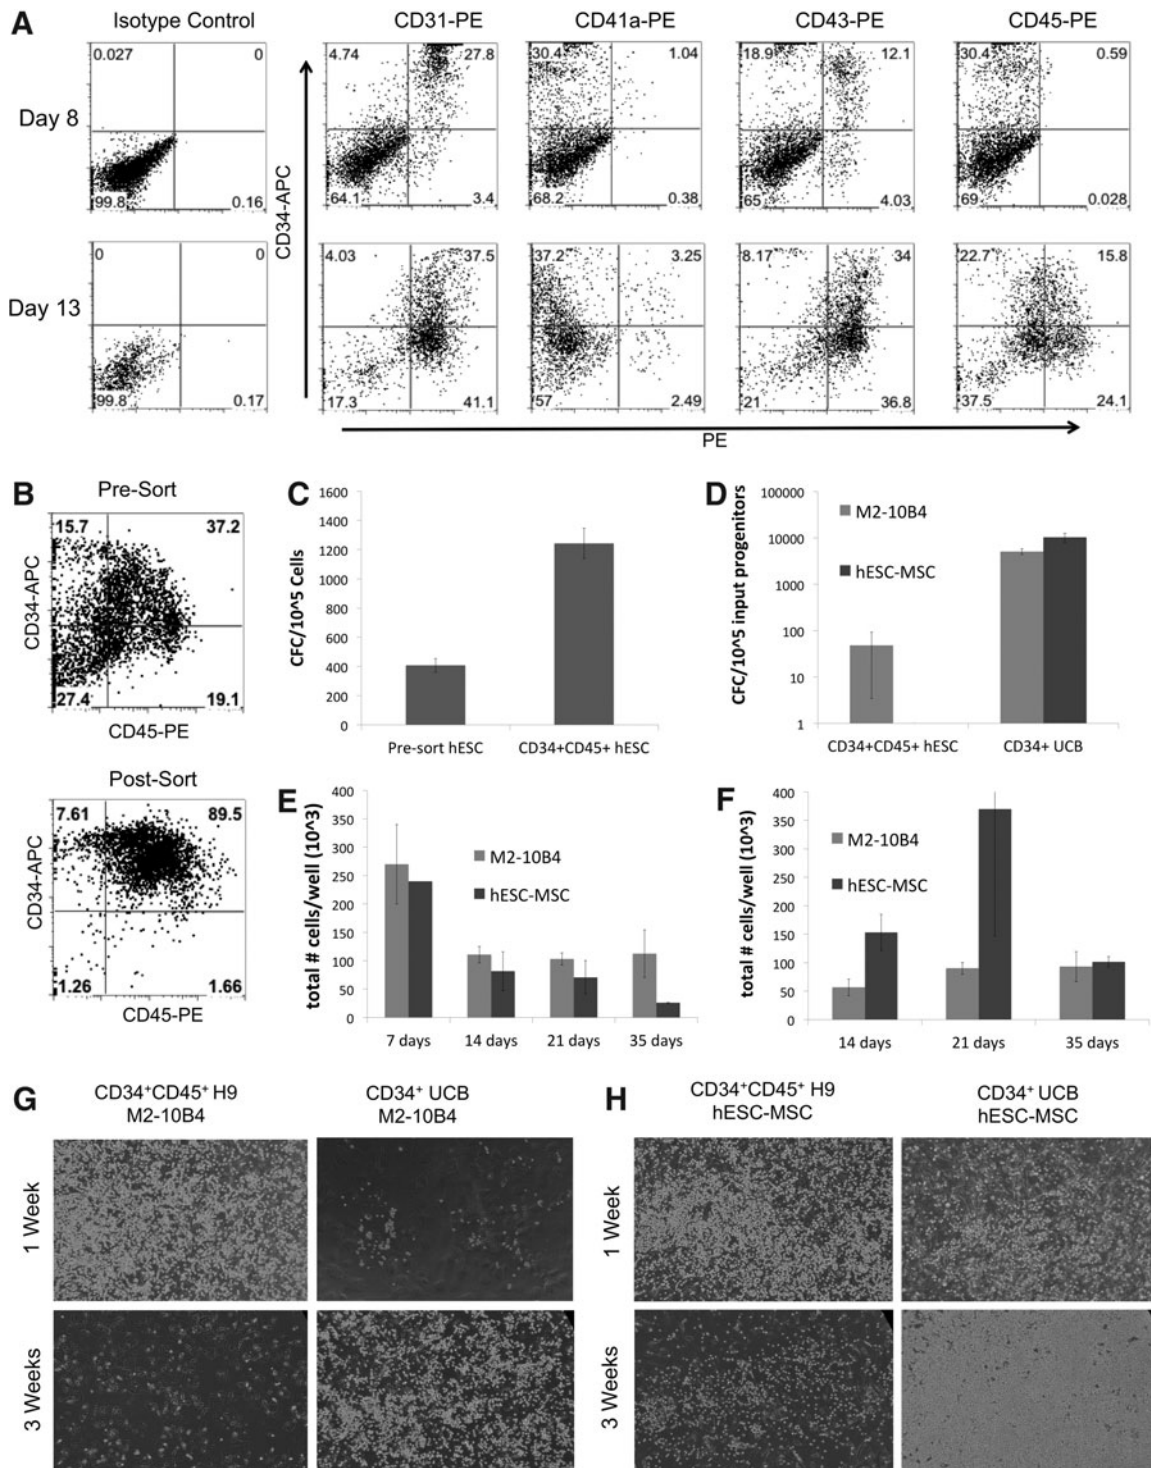 A
Isotype Control
CD31-PE
CD41a-PE
CD43-PE
CD45-PE
Day 8
0.027 0
99.8 0.16
4.74 27.8
64.1 3.4
30.4 1.04
68.2 0.38
18.9 12.1
65 4.03
30.4 0.59
69 0.028
CD34-APC
Day 13
0 0
99.8 0.17
4.03 37.5
17.3 41.1
37.2 3.25
57 2.49
8.17 34
21 36.8
22.7 15.8
37.5 24.1
PE
B
Pre-Sort
15.7 37.2
27.4 19.1
CD34-APC
CD45-PE
Post-Sort
7.61 89.5
1.26 1.66
CD34-APC
CD45-PE
C
CFC/10^5 Cells
1600
1400
1200
1000
800
600
400
200
0
Pre-sort hESC
CD34+CD45+ hESC
D
CFC/10^5 input progenitors
100000
10000
1000
100
10
1
M2-10B4
hESC-MSC
CD34+CD45+ hESC
CD34+ UCB
E
total # cells/well (10^3)
400
350
300
250
200
150
100
50
0
M2-10B4
hESC-MSC
7 days
14 days
21 days
35 days
F
total # cells/well (10^3)
400
350
300
250
200
150
100
50
0
M2-10B4
hESC-MSC
14 days
21 days
35 days
G
CD34⁺CD45⁺ H9
M2-10B4
CD34⁺ UCB
M2-10B4
1 Week
3 Weeks
H
CD34⁺CD45⁺ H9
hESC-MSC
CD34⁺ UCB
hESC-MSC
1 Week
3 Weeks